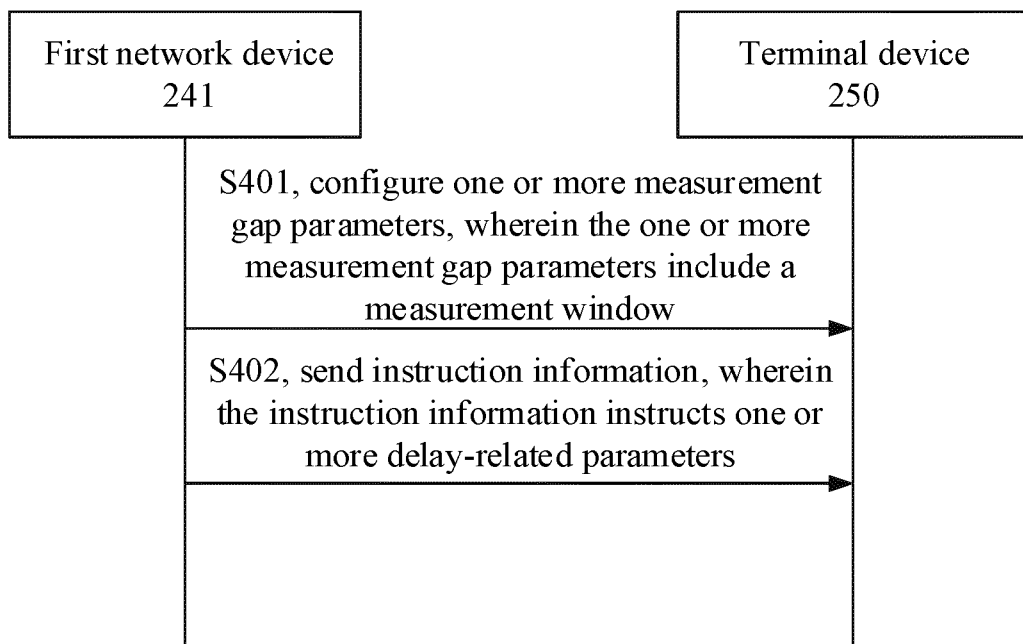 First network device
241
Terminal device
250
S401, configure one or more measurement
gap parameters, wherein the one or more
measurement gap parameters include a
measurement window
S402, send instruction information, wherein
the instruction information instructs one or
more delay-related parameters